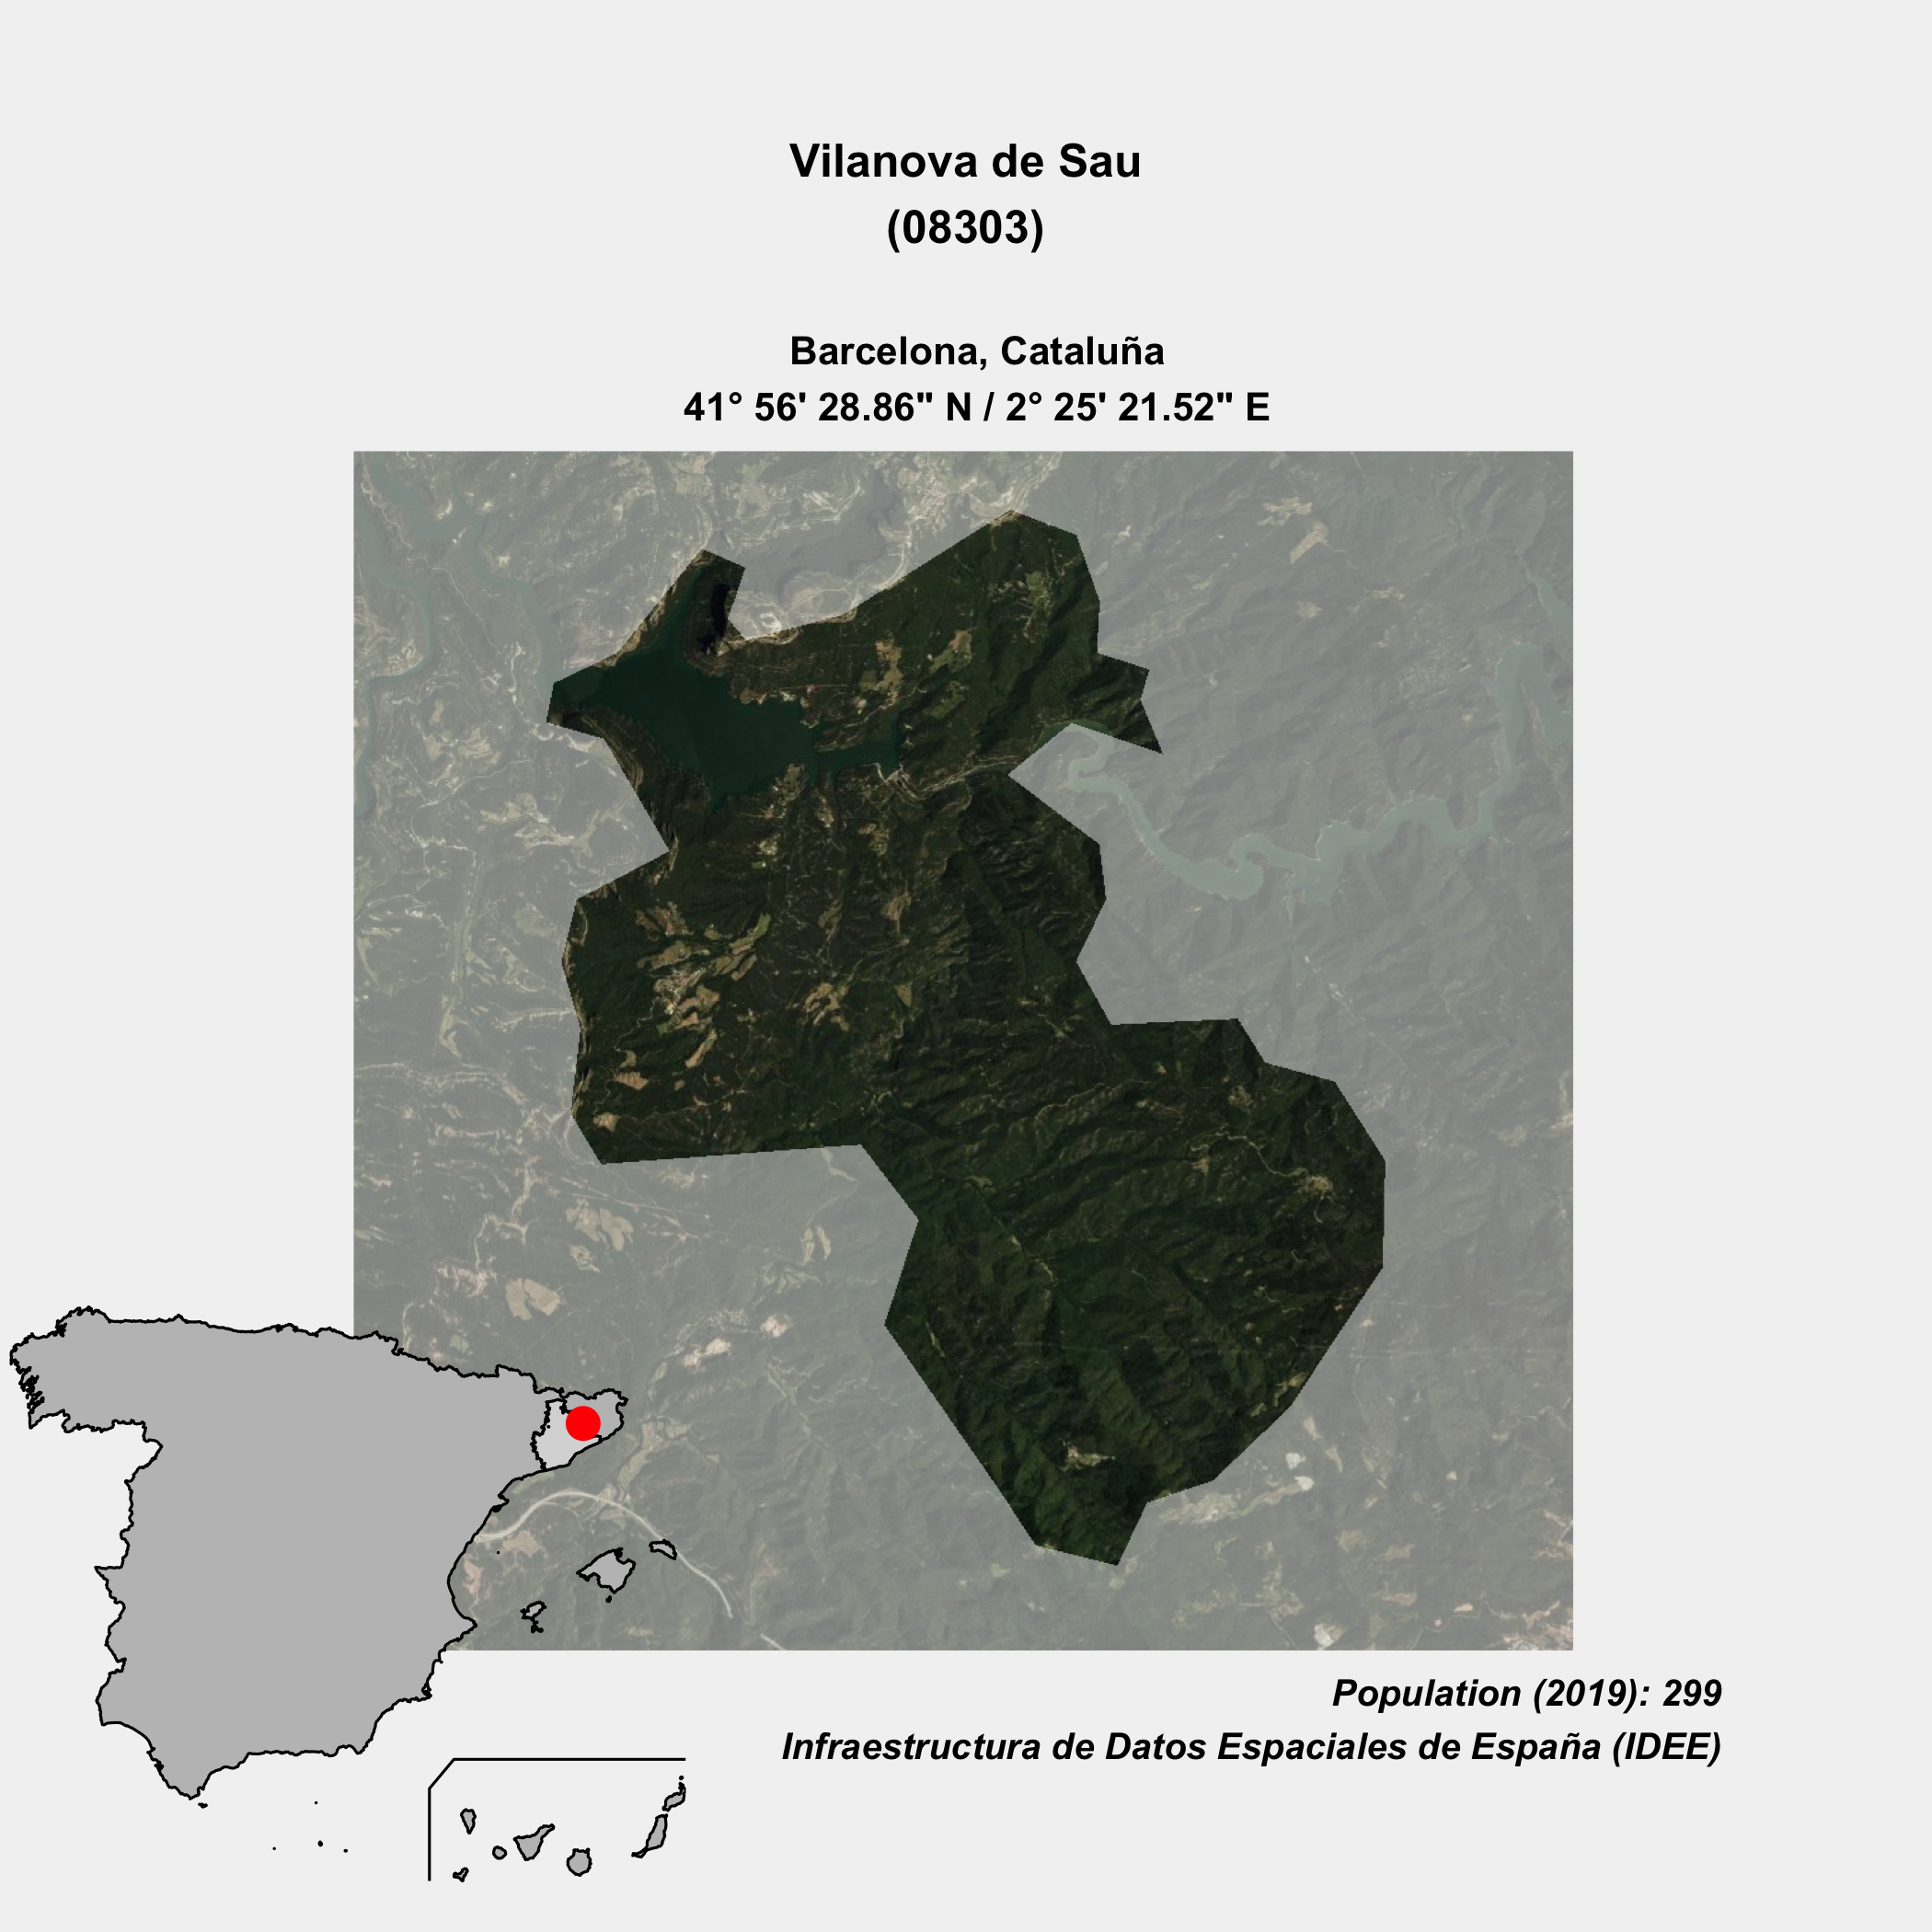 Vilanova de Sau
(08303)
Barcelona, Cataluña
41° 56' 28.86" N / 2° 25' 21.52" E
Population (2019): 299
Infraestructura de Datos Espaciales de España (IDEE)